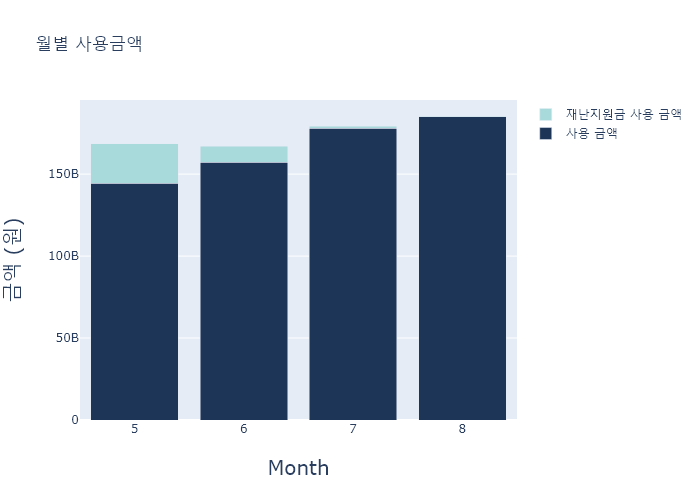 월별 사용금액
재난지원금 사용 금액
사용 금액
금액 (원)
150B
100B
50B
0
5
6
7
8
Month